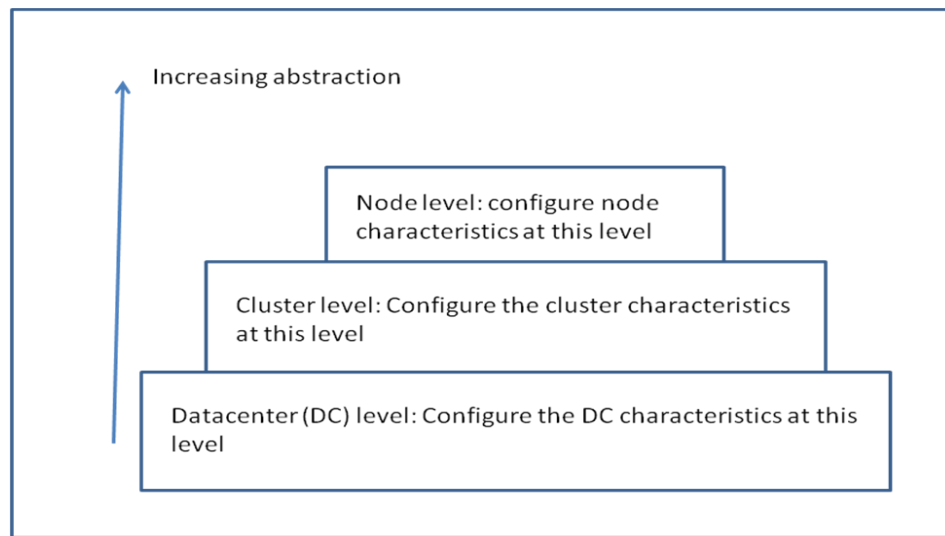 Increasing abstraction
Node level: configure node
characteristics at this level
Cluster level: Configure the cluster characteristics
at this level
Datacenter (DC) level: Configure the DC characteristics at this
level